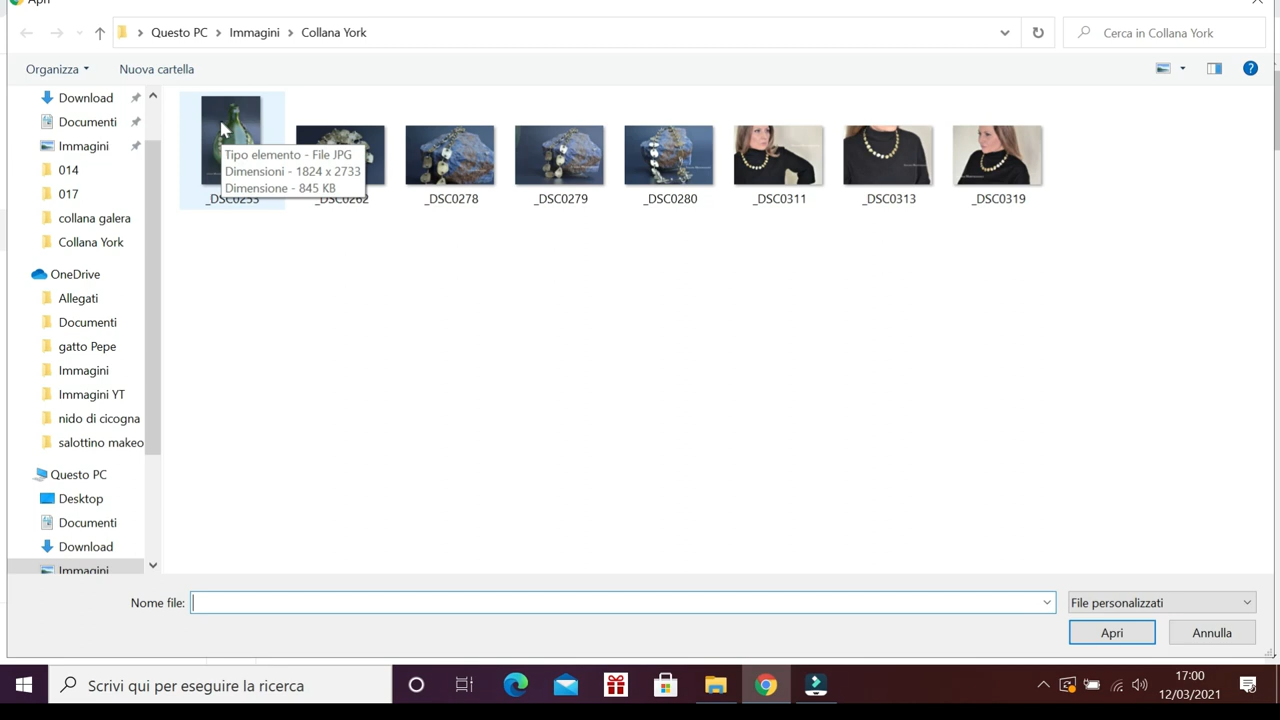 Apri
Questo PC > Immagini > Collana York
Cerca in Collana York
Organizza
Nuova cartella
Download
Documenti
Immagini
014
017
collana galera
Collana York
OneDrive
Allegati
Documenti
gatto Pepe
Immagini
Immagini YT
nido di cicogna
salottino makeo
Questo PC
Desktop
Documenti
Download
Immagini
Tipo elemento - File JPG
Dimensioni - 1824 x 2733
Dimensione - 845 KB
_DSC0253
_DSC0262
_DSC0278
_DSC0279
_DSC0280
_DSC0311
_DSC0313
_DSC0319
Nome file:
File personalizzati
Apri
Annulla
Scrivi qui per eseguire la ricerca
17:00
12/03/2021